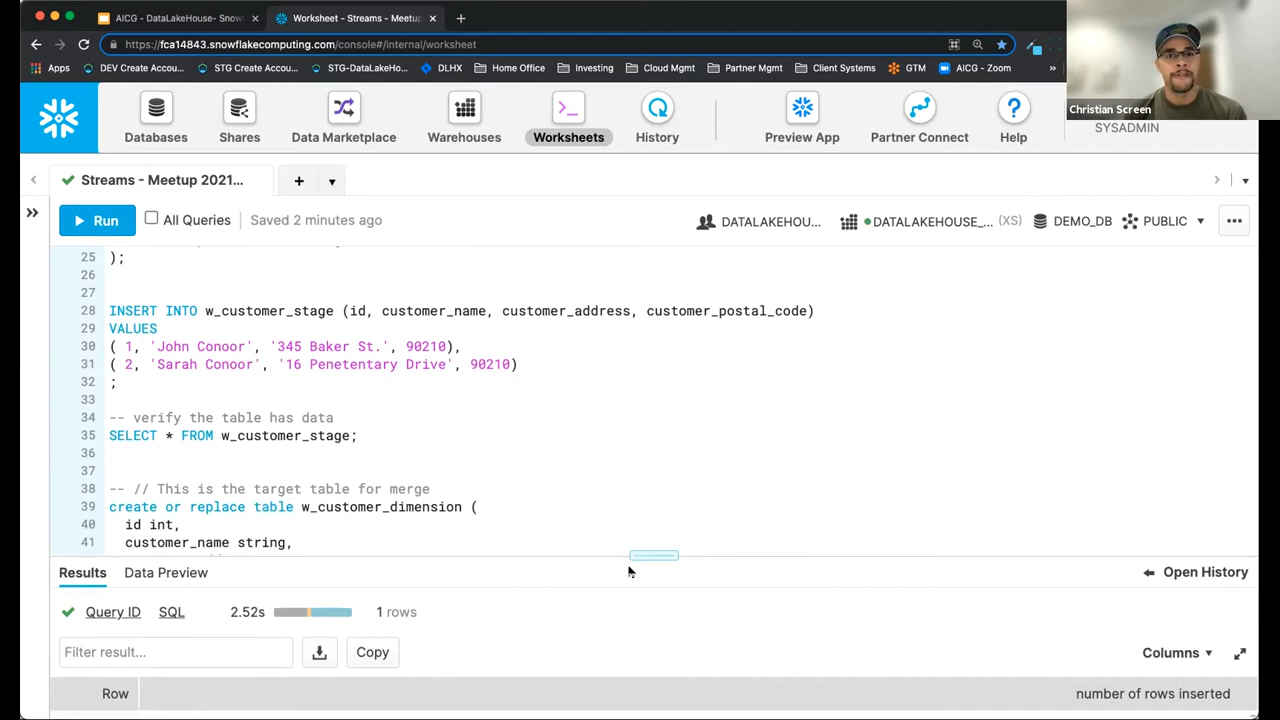 AICG - DataLakeHouse- Snowf
Worksheet - Streams - Meetup
https://fca14843.snowflakecomputing.com/console#/internal/worksheet
Apps
DEV Create Accou...
STG Create Accou...
STG-DataLakeHo...
DLHX
Home Office
Investing
Cloud Mgmt
Partner Mgmt
Client Systems
GTM
AICG - Zoom
»
Christian Screen
SYSADMIN
Databases
Shares
Data Marketplace
Warehouses
Worksheets
History
Preview App
Partner Connect
Help
Streams - Meetup 2021...
Run
All Queries
Saved 2 minutes ago
DATALAKEHOU...
DATALAKEHOUSE_... (XS)
DEMO_DB
PUBLIC
25 );
26
27
28 INSERT INTO w_customer_stage (id, customer_name, customer_address, customer_postal_code)
29 VALUES
30 ( 1, 'John Conoor', '345 Baker St.', 90210),
31 ( 2, 'Sarah Conoor', '16 Penetentary Drive', 90210)
32 ;
33
34 -- verify the table has data
35 SELECT * FROM w_customer_stage;
36
37
38 -- // This is the target table for merge
39 create or replace table w_customer_dimension (
40 id int,
41 customer_name string,
Results
Data Preview
Open History
Query ID
SQL
2.52s
1 rows
Filter result...
Copy
Columns
Row
number of rows inserted